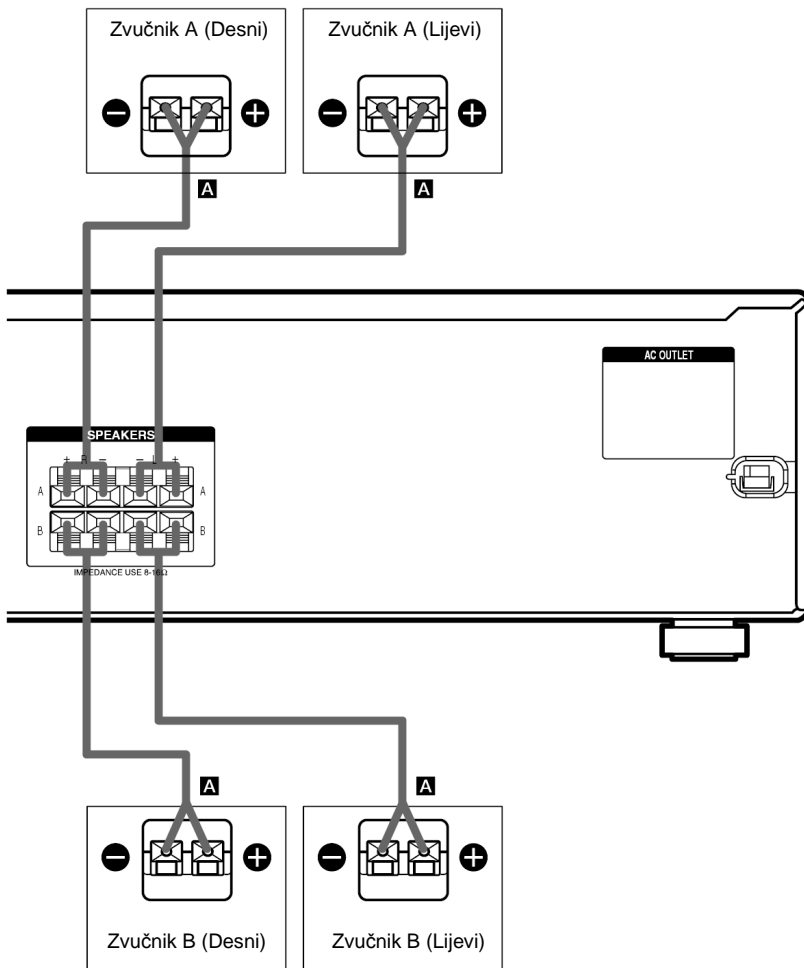 Zvučnik A (Desni)
Zvučnik A (Lijevi)
− +
− +
A
A
AC OUTLET
SPEAKERS
+ R − − L +
A A
B B
IMPEDANCE USE 8-16Ω
A
A
− +
− +
Zvučnik B (Desni)
Zvučnik B (Lijevi)